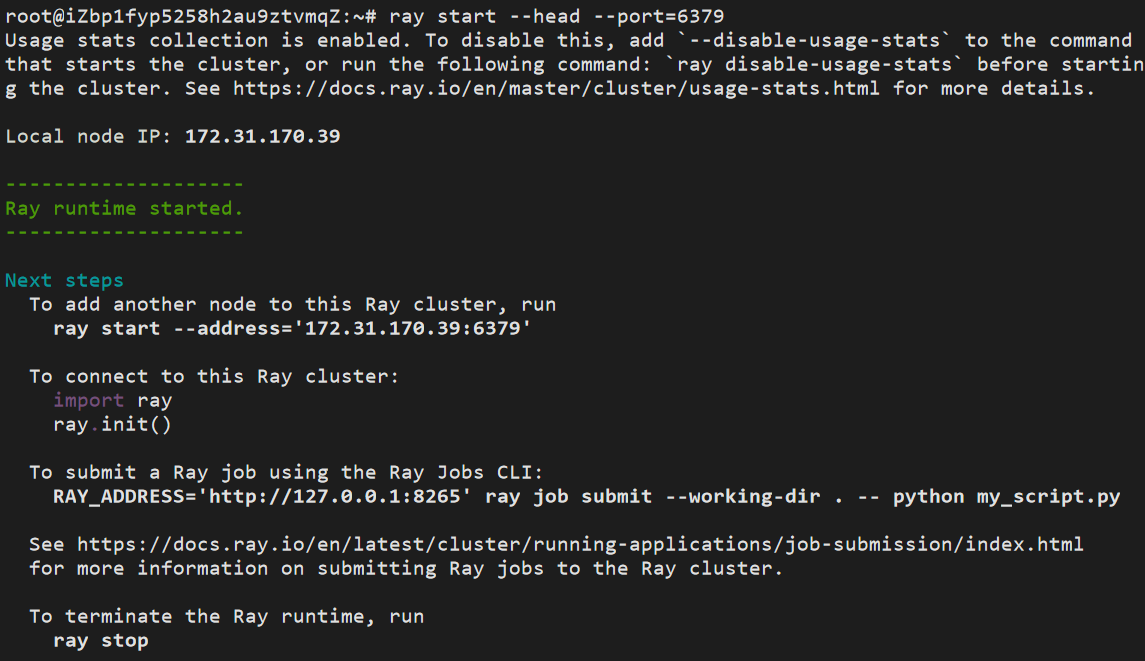 root@iZbp1fyp5258h2au9ztvmqZ:~# ray start --head --port=6379
Usage stats collection is enabled. To disable this, add `--disable-usage-stats` to the command
that starts the cluster, or run the following command: `ray disable-usage-stats` before startin
g the cluster. See https://docs.ray.io/en/master/cluster/usage-stats.html for more details.

Local node IP: 172.31.170.39

--------------------
Ray runtime started.
--------------------

Next steps
  To add another node to this Ray cluster, run
    ray start --address='172.31.170.39:6379'

  To connect to this Ray cluster:
    import ray
    ray.init()

  To submit a Ray job using the Ray Jobs CLI:
    RAY_ADDRESS='http://127.0.0.1:8265' ray job submit --working-dir . -- python my_script.py

  See https://docs.ray.io/en/latest/cluster/running-applications/job-submission/index.html
  for more information on submitting Ray jobs to the Ray cluster.

  To terminate the Ray runtime, run
    ray stop